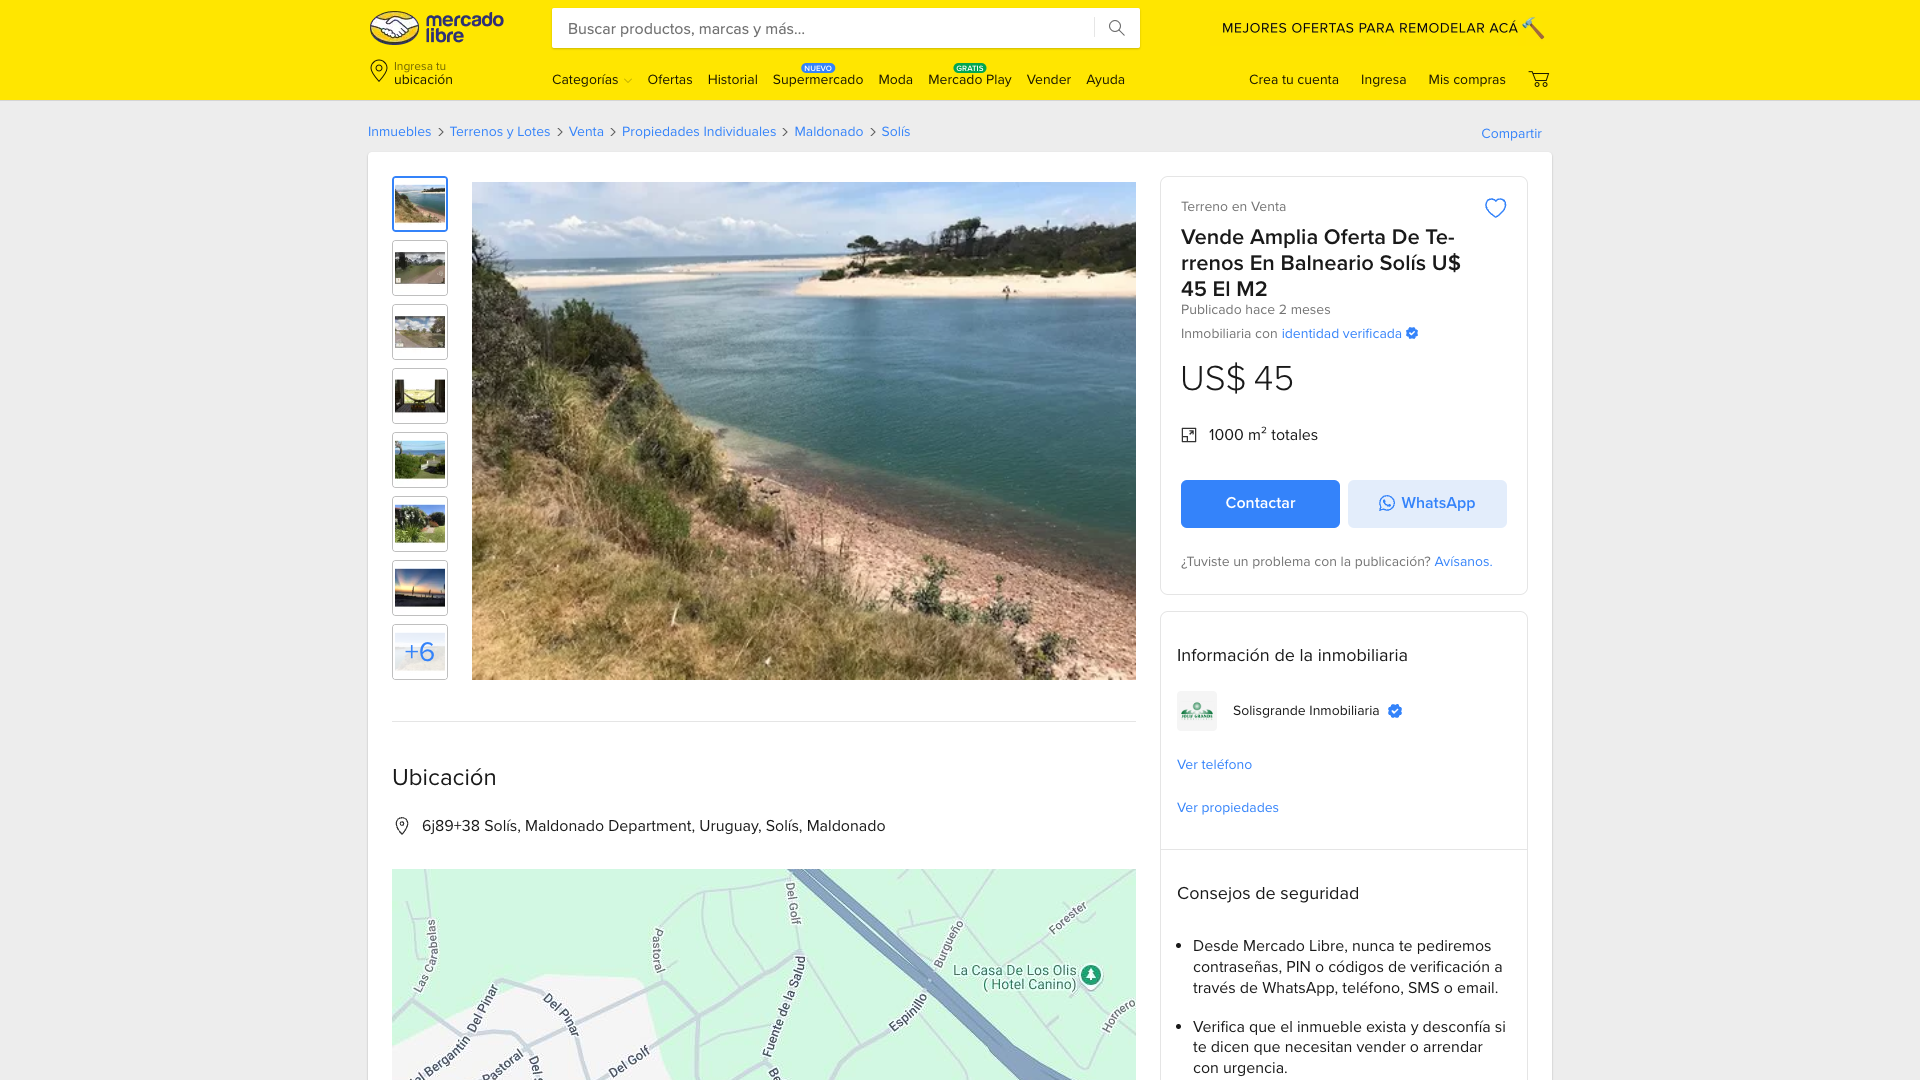 mercado
libre
Buscar productos, marcas y más...
MEJORES OFERTAS PARA REMODELAR ACÁ
Ingresa tu
ubicación
Categorías
Ofertas
Historial
NUEVO
Supermercado
Moda
GRATIS
Mercado Play
Vender
Ayuda
Crea tu cuenta
Ingresa
Mis compras
Inmuebles > Terrenos y Lotes > Venta > Propiedades Individuales > Maldonado > Solís
Compartir
Terreno en Venta
Vende Amplia Oferta De Te-
rrenos En Balneario Solís U$
45 El M2
Publicado hace 2 meses
Inmobiliaria con identidad verificada
US$ 45
1000 m² totales
Contactar
WhatsApp
¿Tuviste un problema con la publicación? Avísanos.
+6
Información de la inmobiliaria
SOLIS GRANDE
Solisgrande Inmobiliaria
Ver teléfono
Ver propiedades
Ubicación
6j89+38 Solís, Maldonado Department, Uruguay, Solís, Maldonado
Las Carabelas
Pastoral
Del Golf
Fuente de la Salud
Burgueño
Forester
La Casa De Los Olis
( Hotel Canino)
Espinillo
Hornero
Del Pinar
Del Pinar
al Bergantín
Pastoral
Del Golf
Consejos de seguridad
• Desde Mercado Libre, nunca te pediremos
contraseñas, PIN o códigos de verificación a
través de WhatsApp, teléfono, SMS o email.
• Verifica que el inmueble exista y desconfía si
te dicen que necesitan vender o arrendar
con urgencia.